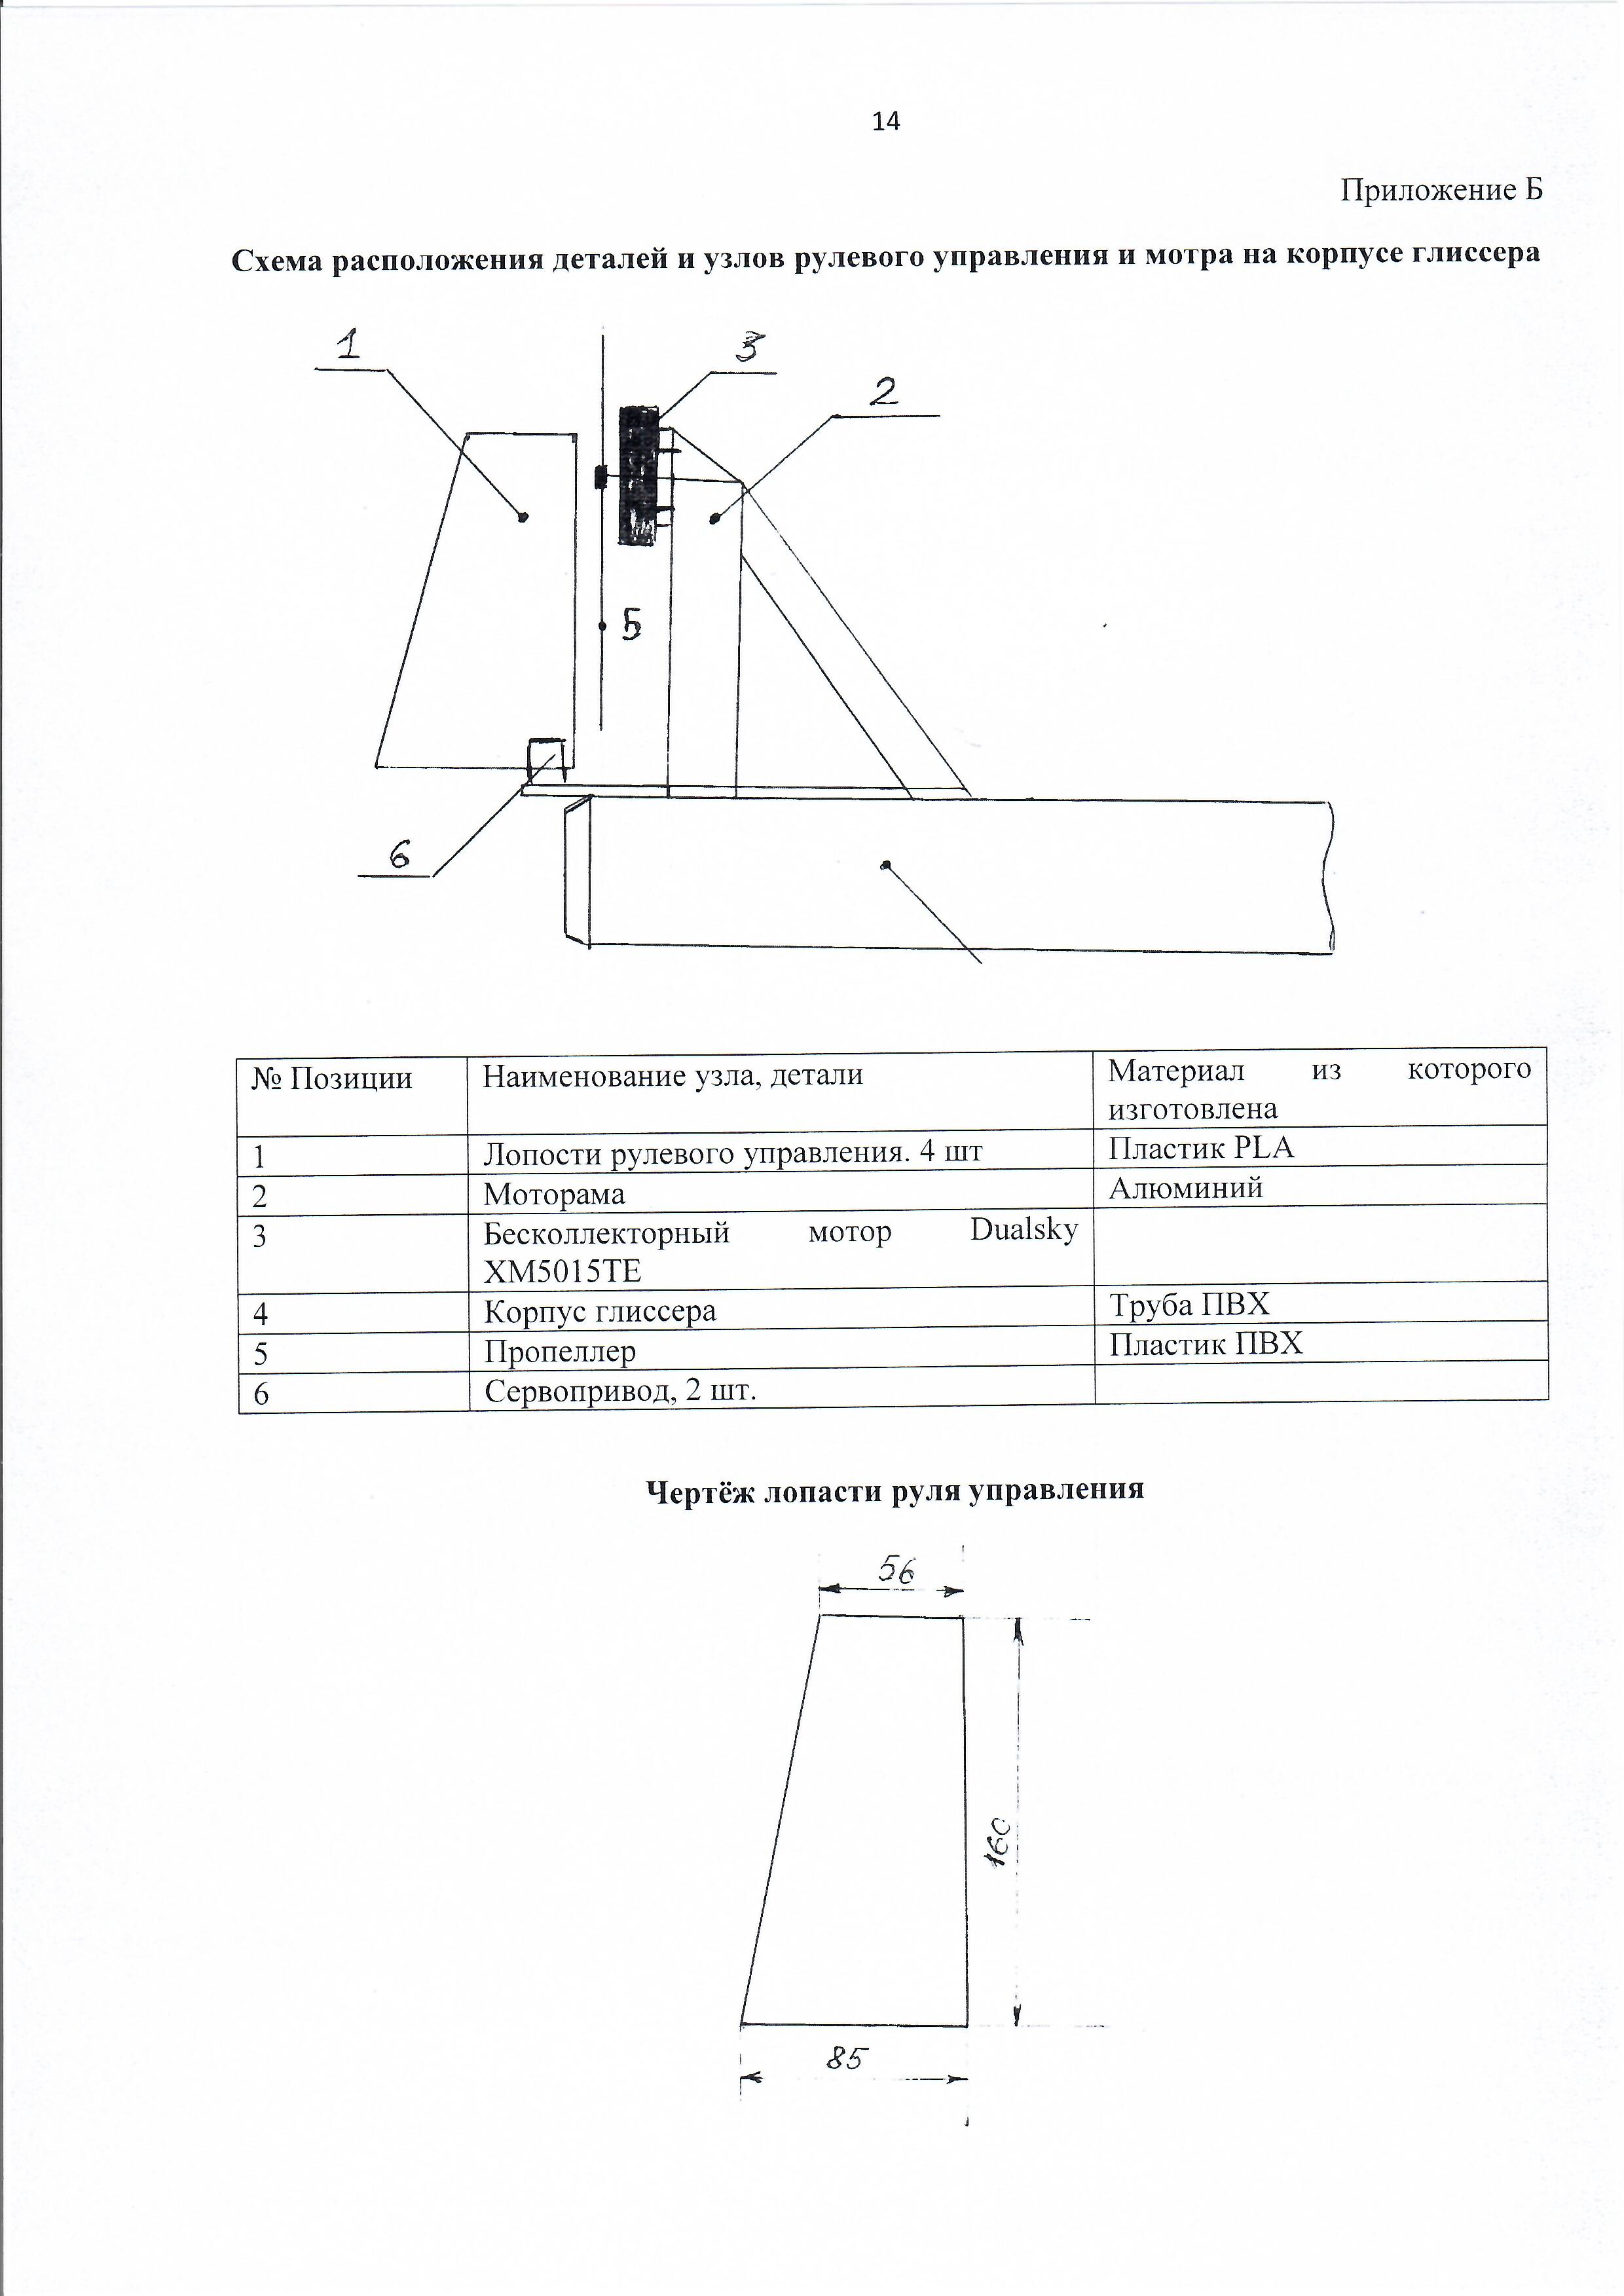 14
Приложение Б
Схема расположения деталей и узлов рулевого управления и мотра на корпусе глиссера
1
3
2
5
6
№ Позиции
Наименование узла, детали
Материал из которого
изготовлена
1
Лопости рулевого управления. 4 шт
Пластик PLA
2
Моторама
Алюминий
3
Бесколлекторный мотор Dualsky
XM5015TE
4
Корпус глиссера
Труба ПВХ
5
Пропеллер
Пластик ПВХ
6
Сервопривод, 2 шт.
Чертёж лопасти руля управления
56
160
85